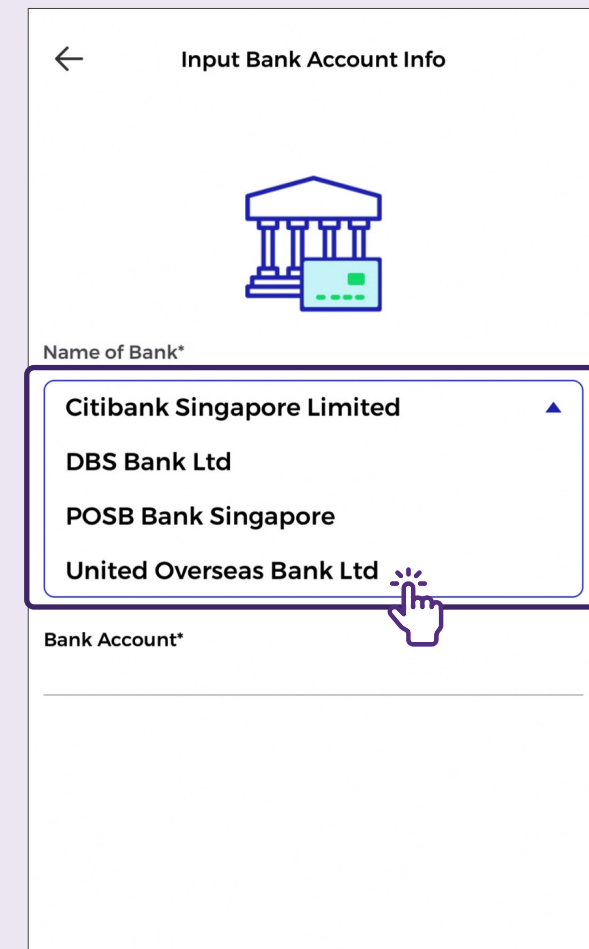 Input Bank Account Info
Name of Bank*
Citibank Singapore Limited
DBS Bank Ltd
POSB Bank Singapore
United Overseas Bank Ltd
Bank Account*